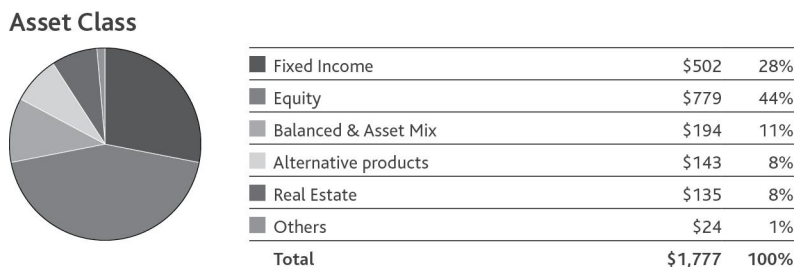 Asset Class
Fixed Income $502 28%
Equity $779 44%
Balanced & Asset Mix $194 11%
Alternative products $143 8%
Real Estate $135 8%
Others $24 1%
Total $1,777 100%